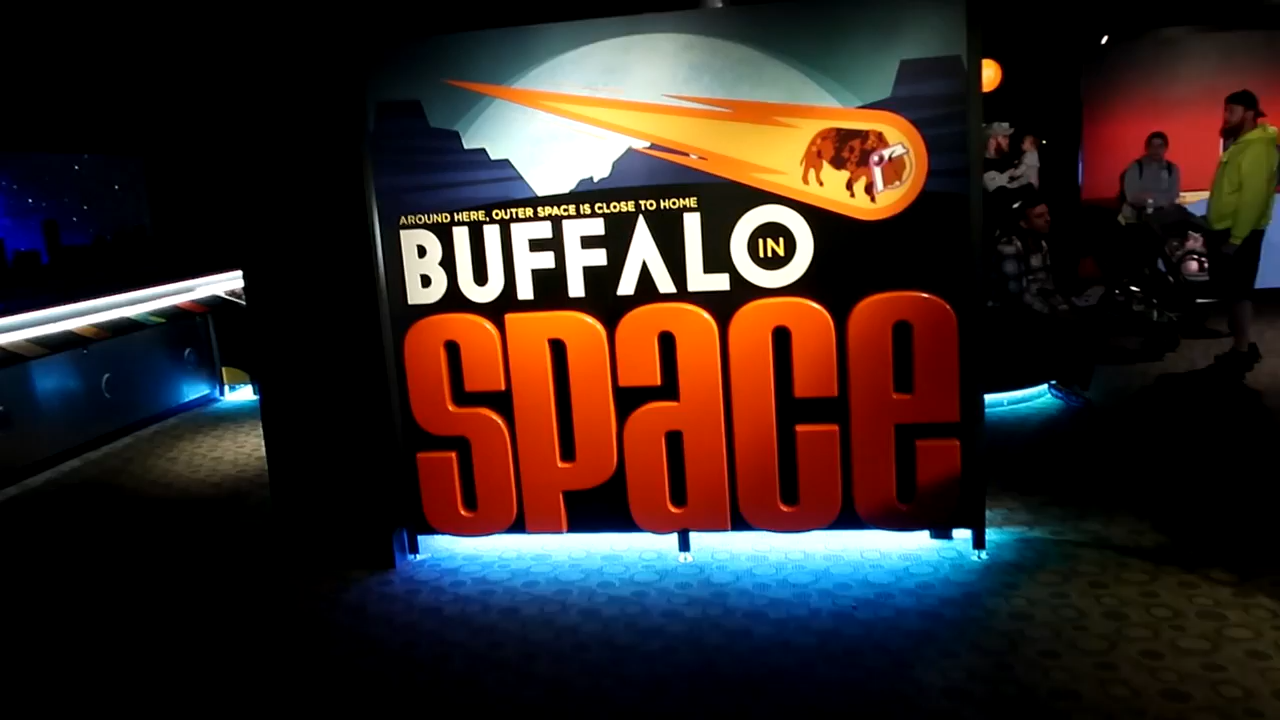 AROUND HERE, OUTER SPACE IS CLOSE TO HOME
BUFFALO IN
SPACE